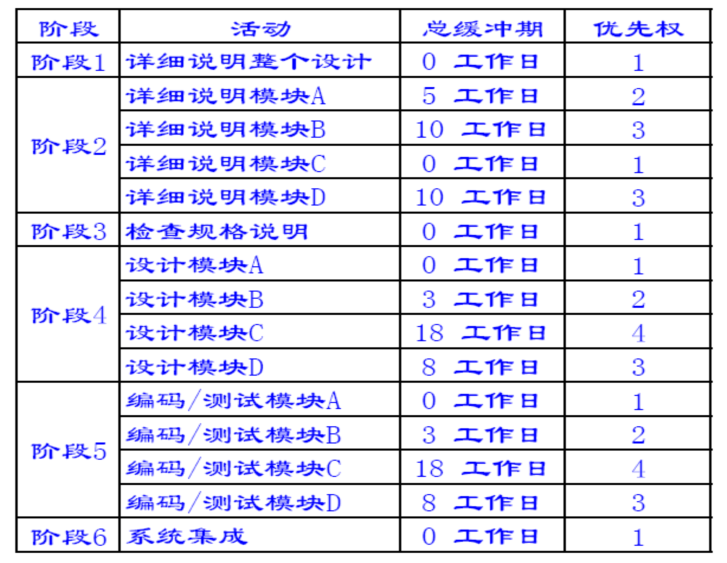 阶段 活动 总缓冲期 优先权
阶段1 详细说明整个设计 0 工作日 1
阶段2 详细说明模块A 5 工作日 2
详细说明模块B 10 工作日 3
详细说明模块C 0 工作日 1
详细说明模块D 10 工作日 3
阶段3 检查规格说明 0 工作日 1
阶段4 设计模块A 0 工作日 1
设计模块B 3 工作日 2
设计模块C 18 工作日 4
设计模块D 8 工作日 3
阶段5 编码/测试模块A 0 工作日 1
编码/测试模块B 3 工作日 2
编码/测试模块C 18 工作日 4
编码/测试模块D 8 工作日 3
阶段6 系统集成 0 工作日 1